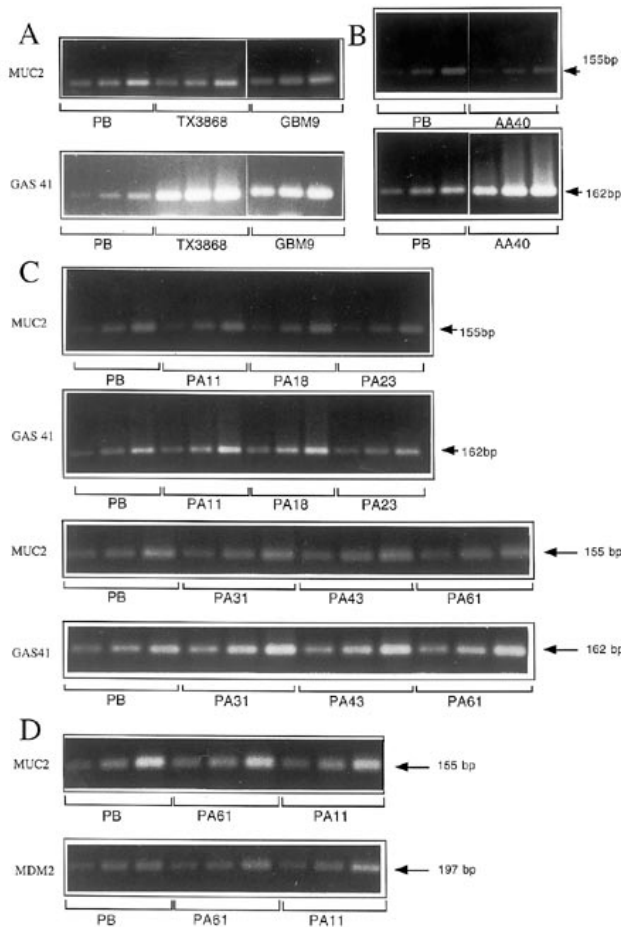 A
B
MUC2
155bp
PB TX3868 GBM9
PB AA40
GAS 41
162bp
PB TX3868 GBM9
PB AA40
C
MUC2
155bp
PB PA11 PA18 PA23
GAS 41
162bp
PB PA11 PA18 PA23
MUC2
155 bp
PB PA31 PA43 PA61
GAS41
162 bp
PB PA31 PA43 PA61
D
MUC2
155 bp
PB PA61 PA11
MDM2
197 bp
PB PA61 PA11